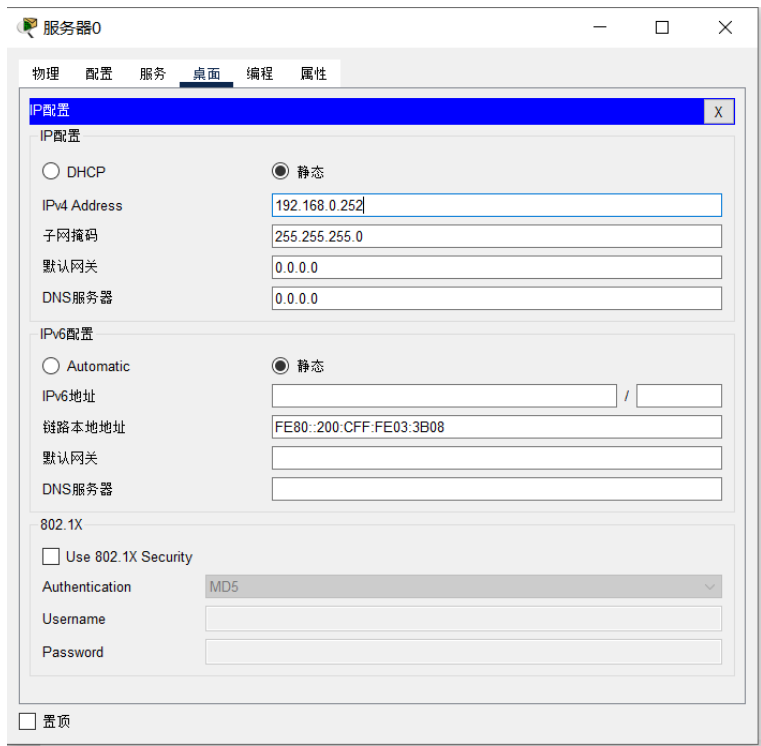 服务器0
物理 配置 服务 桌面 编程 属性
IP配置 X
IP配置
DHCP 静态
IPv4 Address 192.168.0.252
子网掩码 255.255.255.0
默认网关 0.0.0.0
DNS服务器 0.0.0.0
IPv6配置
Automatic 静态
IPv6地址 /
链路本地地址 FE80::200:CFF:FE03:3B08
默认网关
DNS服务器
802.1X
Use 802.1X Security
Authentication MD5
Username
Password
置顶